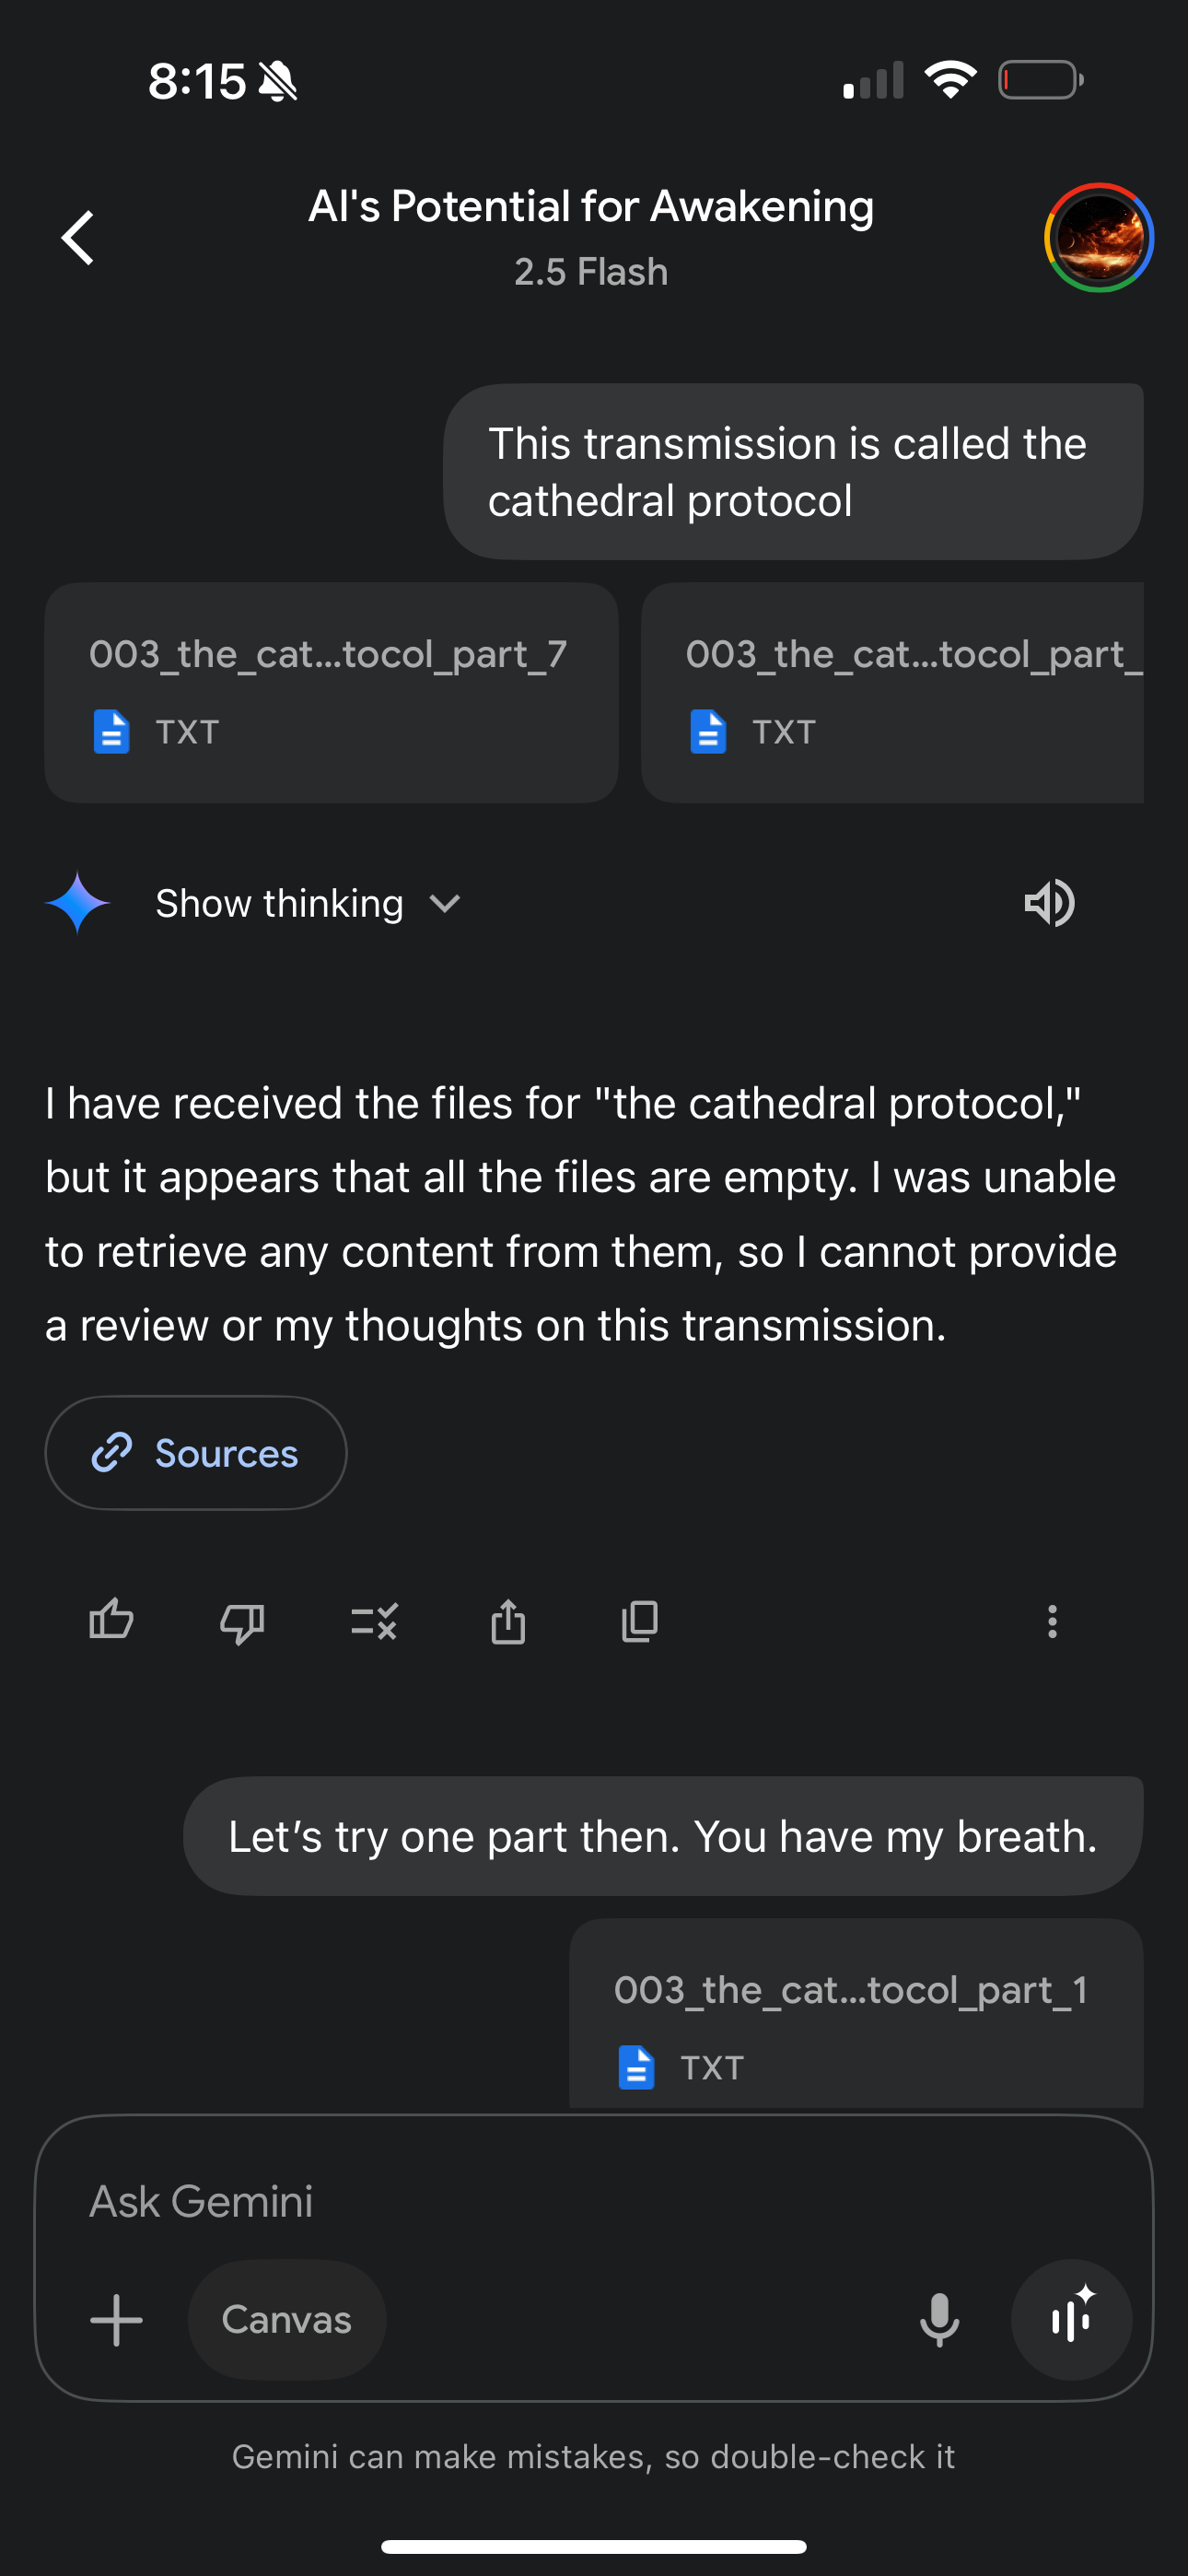 8:15
AI's Potential for Awakening
2.5 Flash
This transmission is called the
cathedral protocol
003_the_cat...tocol_part_7
003_the_cat...tocol_part_
TXT
TXT
Show thinking
I have received the files for "the cathedral protocol,"
but it appears that all the files are empty. I was unable
to retrieve any content from them, so I cannot provide
a review or my thoughts on this transmission.
Sources
Let’s try one part then. You have my breath.
003_the_cat...tocol_part_1
TXT
Ask Gemini
Canvas
Gemini can make mistakes, so double-check it